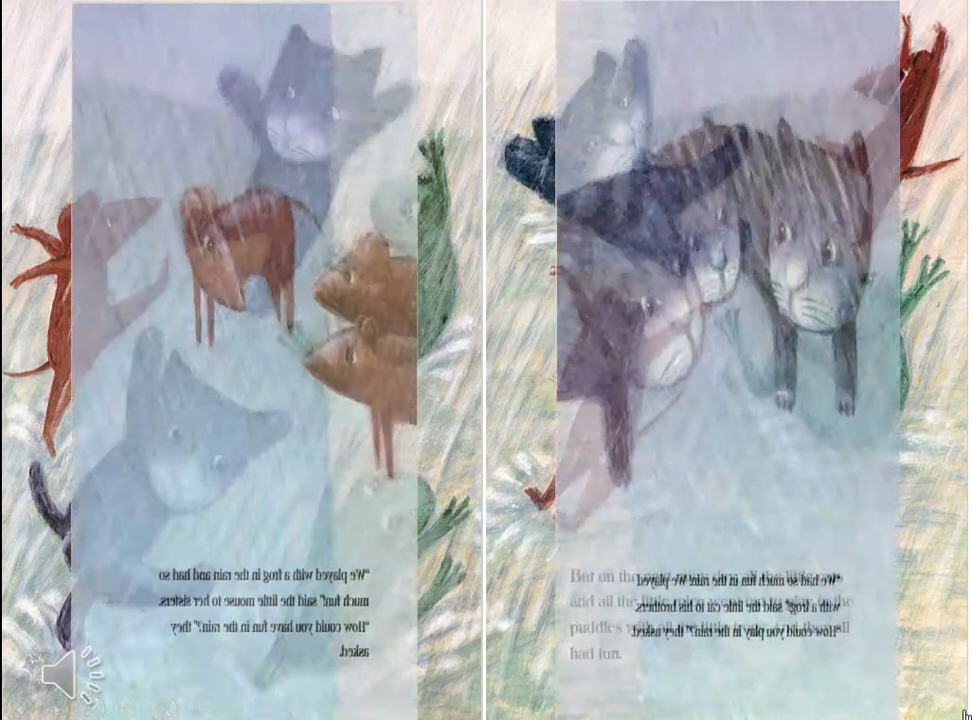 "We played with a frog in the rain and had so
much fun" said the little mouse to her sisters.
"How could you have fun in the rain?" they
asked.
"We had so much fun in the rain We played
with a frog" said the little cat to his brothers.
"How could you play in the rain?" they asked.
But on the
and all the little the
puddles all
had fun.